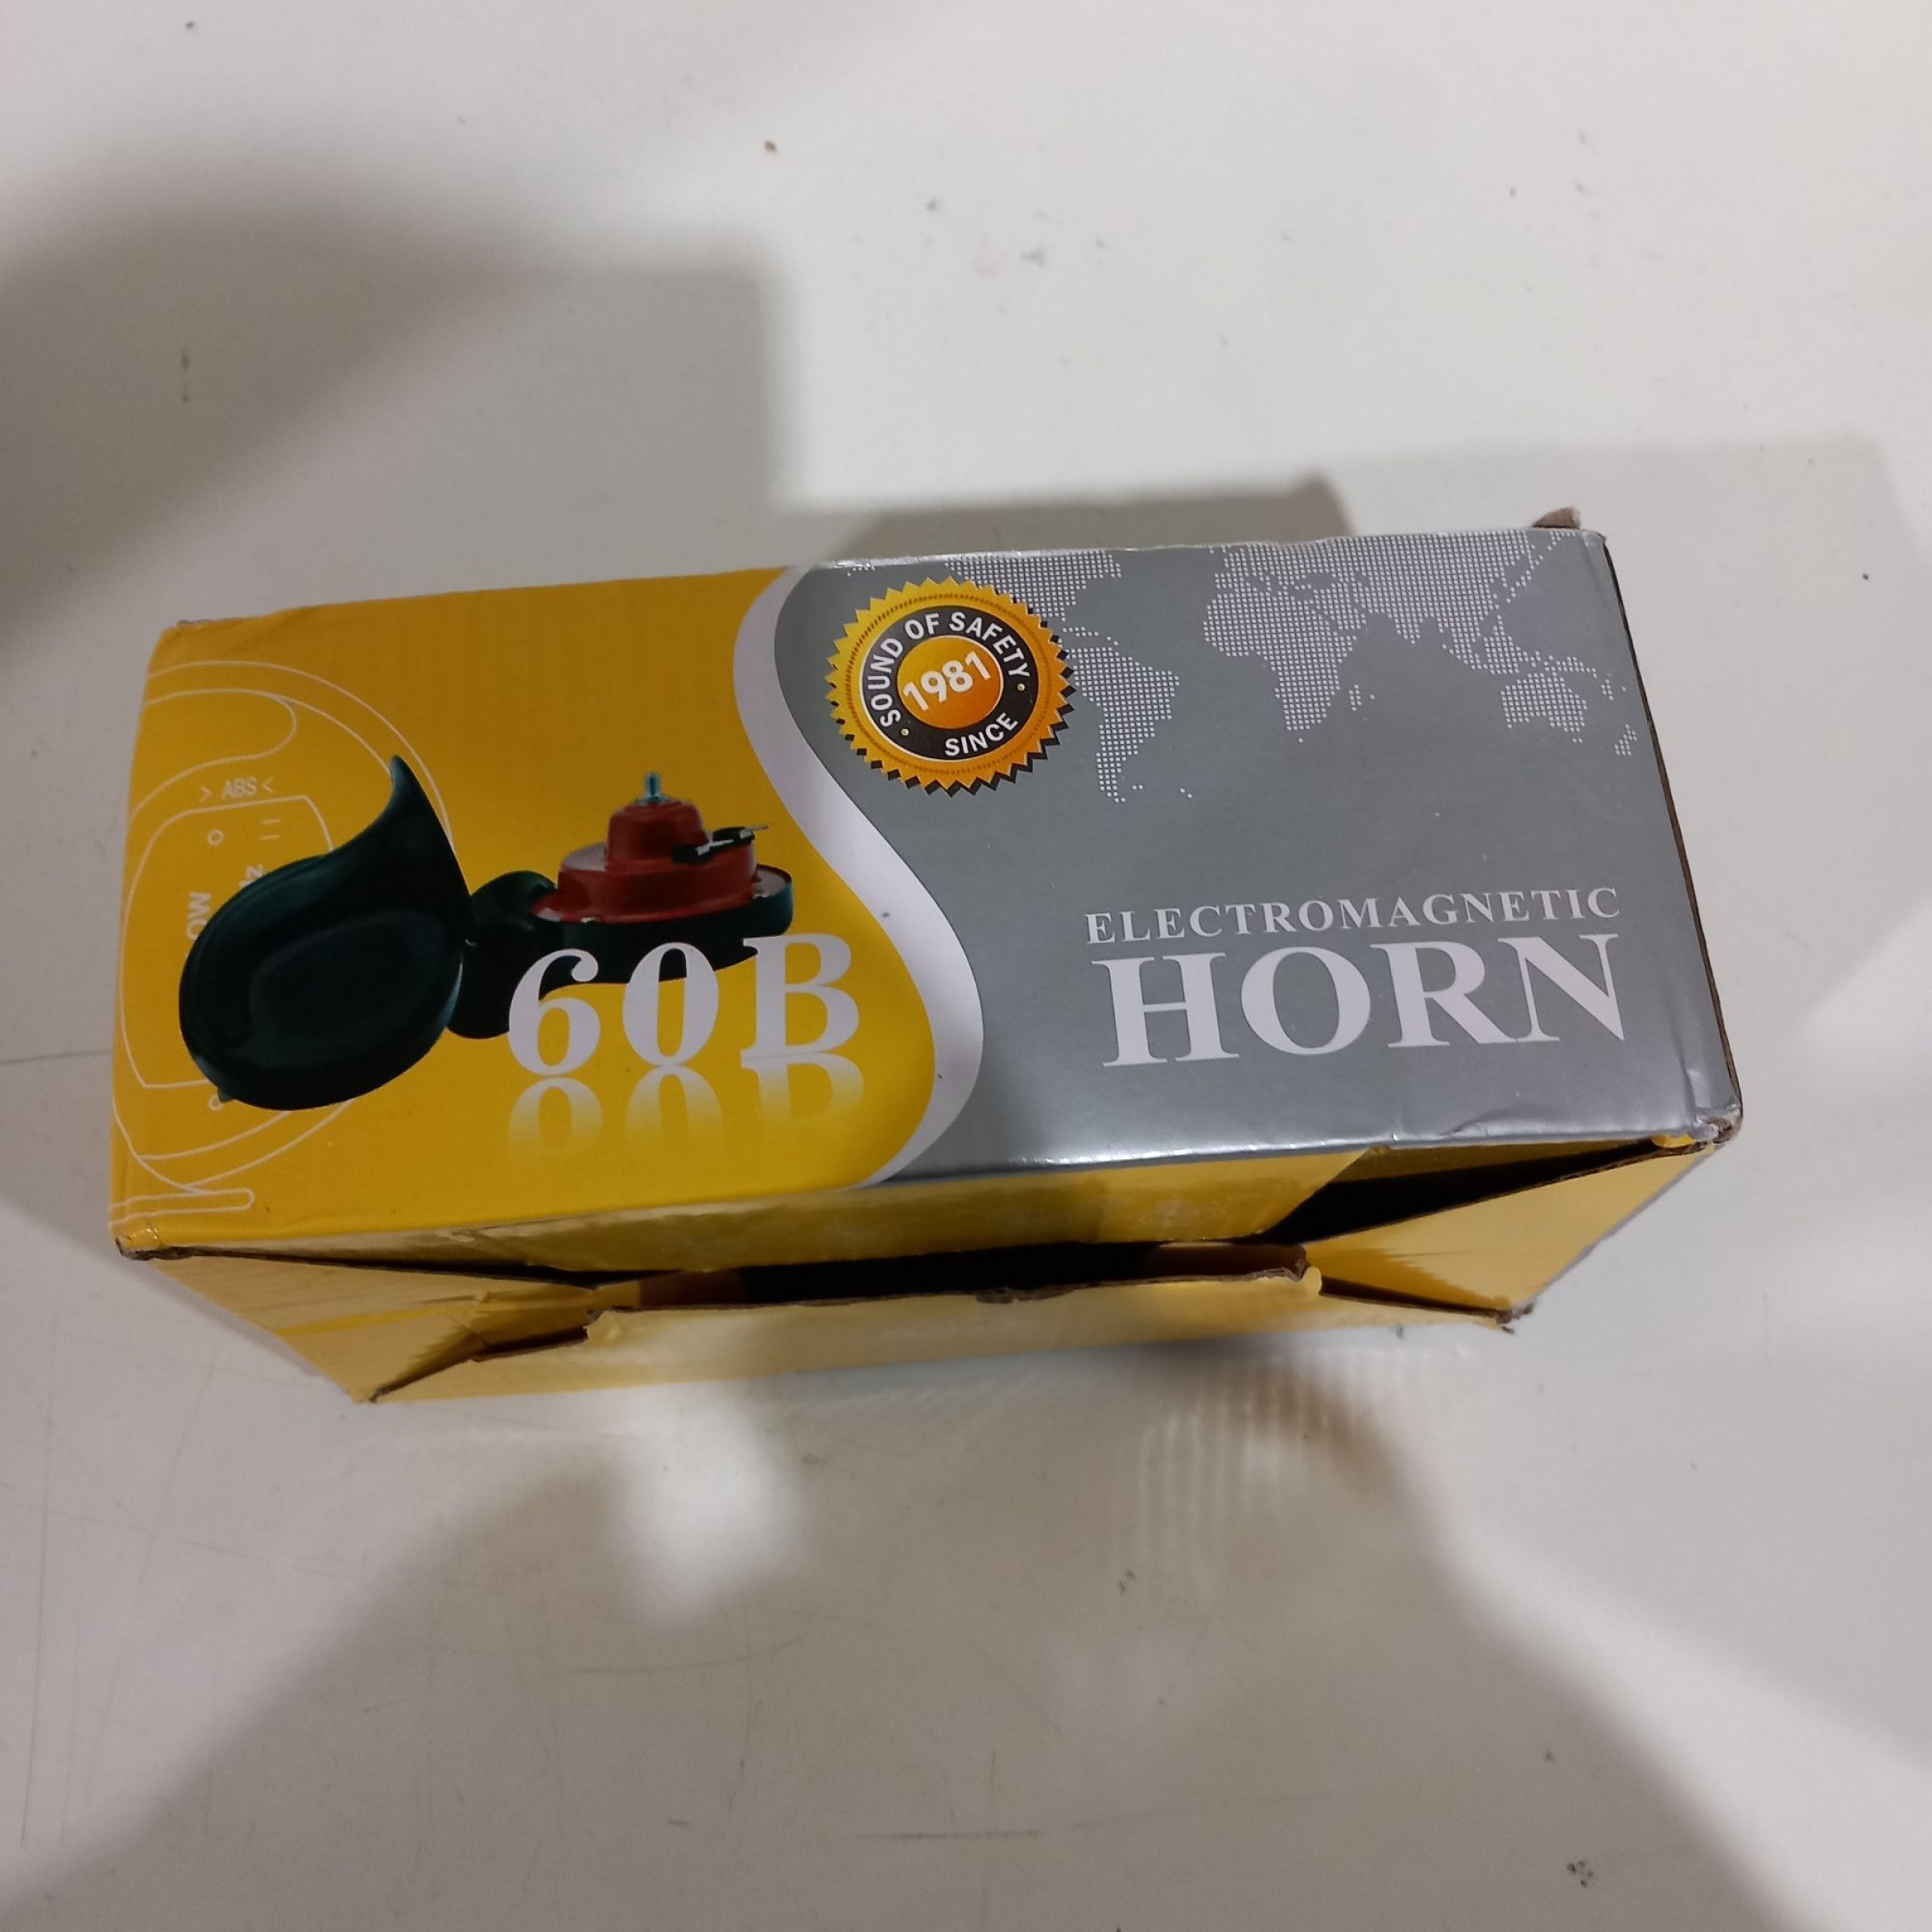 SOUND OF SAFETY
1981
SINCE
> ABS <
60B
ELECTROMAGNETIC
HORN